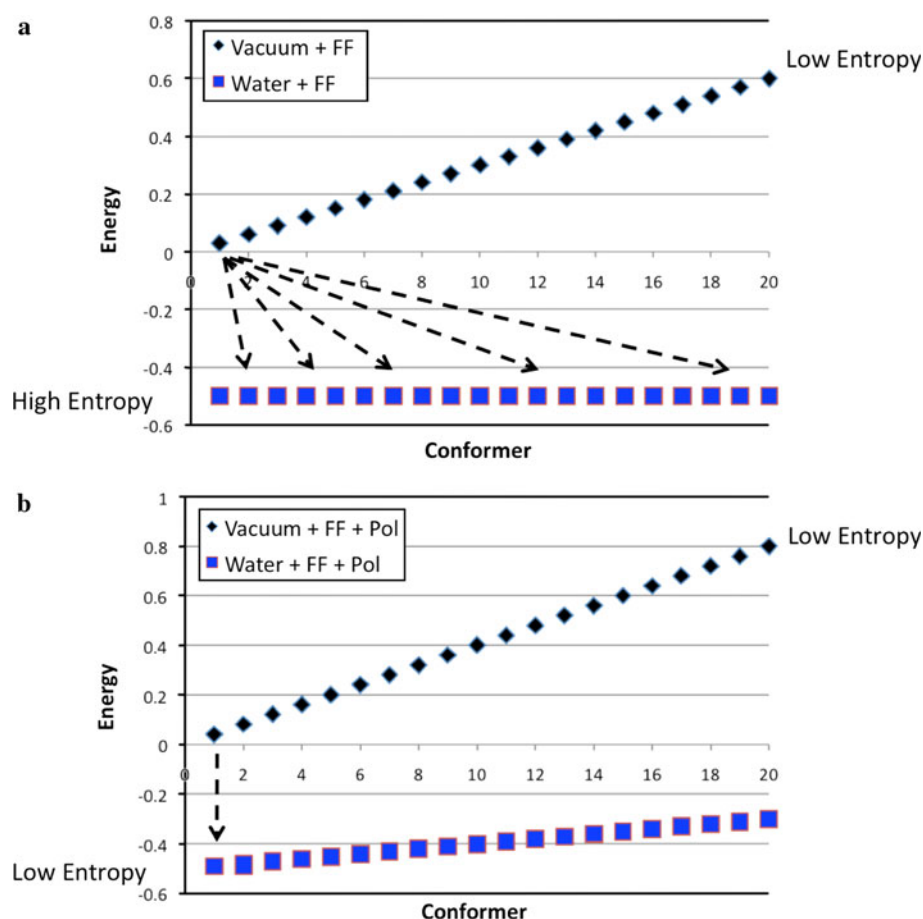 a
0.8
Vacuum + FF
Water + FF
Low Entropy
0.6
0.4
0.2
0
-0.2
-0.4
-0.6
Energy
0 2 4 6 8 10 12 14 16 18 20
High Entropy
Conformer
b
1
Vacuum + FF + Pol
Water + FF + Pol
Low Entropy
0.8
0.6
0.4
0.2
0
-0.2
-0.4
-0.6
Energy
0 2 4 6 8 10 12 14 16 18 20
Low Entropy
Conformer